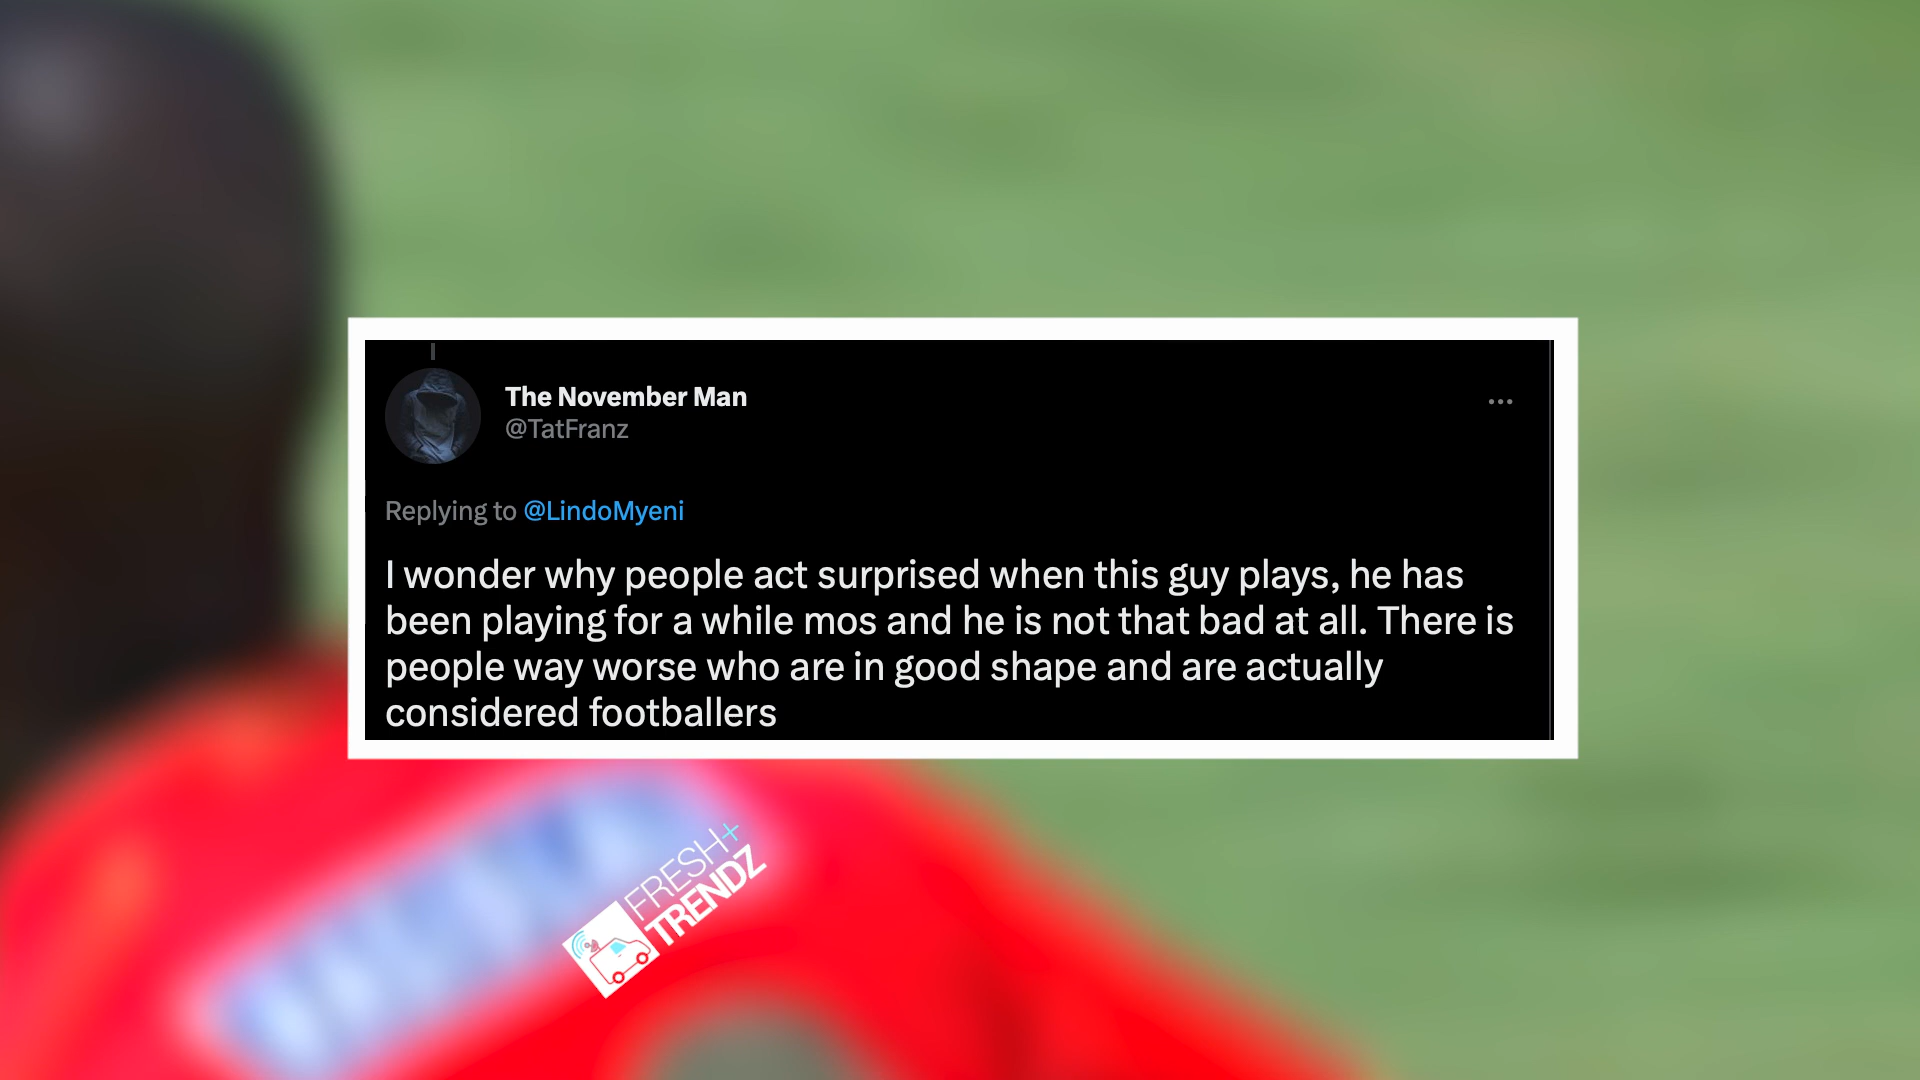 The November Man
@TatFranz
Replying to @LindoMyeni
I wonder why people act surprised when this guy plays, he has
been playing for a while mos and he is not that bad at all. There is
people way worse who are in good shape and are actually
considered footballers
FRESH+
TRENDZ